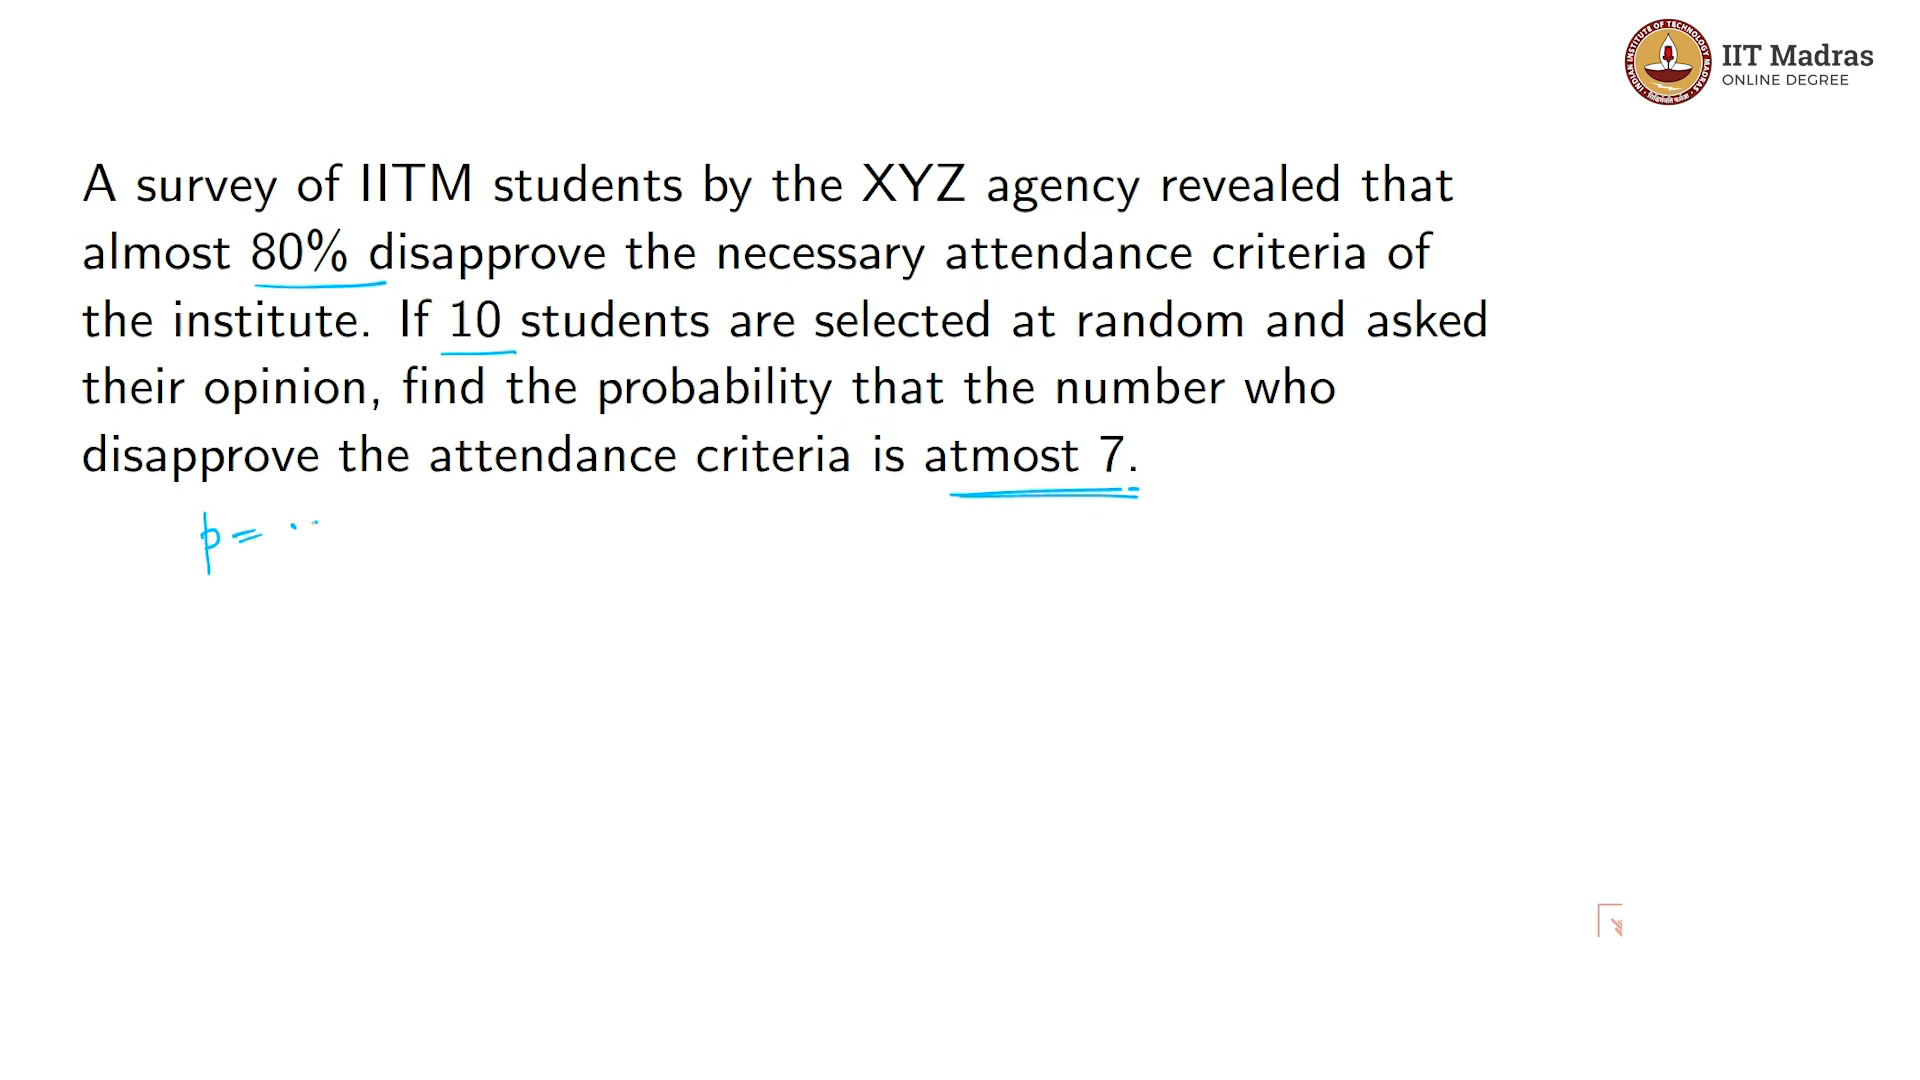 IIT Madras
ONLINE DEGREE
A survey of IITM students by the XYZ agency revealed that
almost 80% disapprove the necessary attendance criteria of
the institute. If 10 students are selected at random and asked
their opinion, find the probability that the number who
disapprove the attendance criteria is atmost 7.
p =